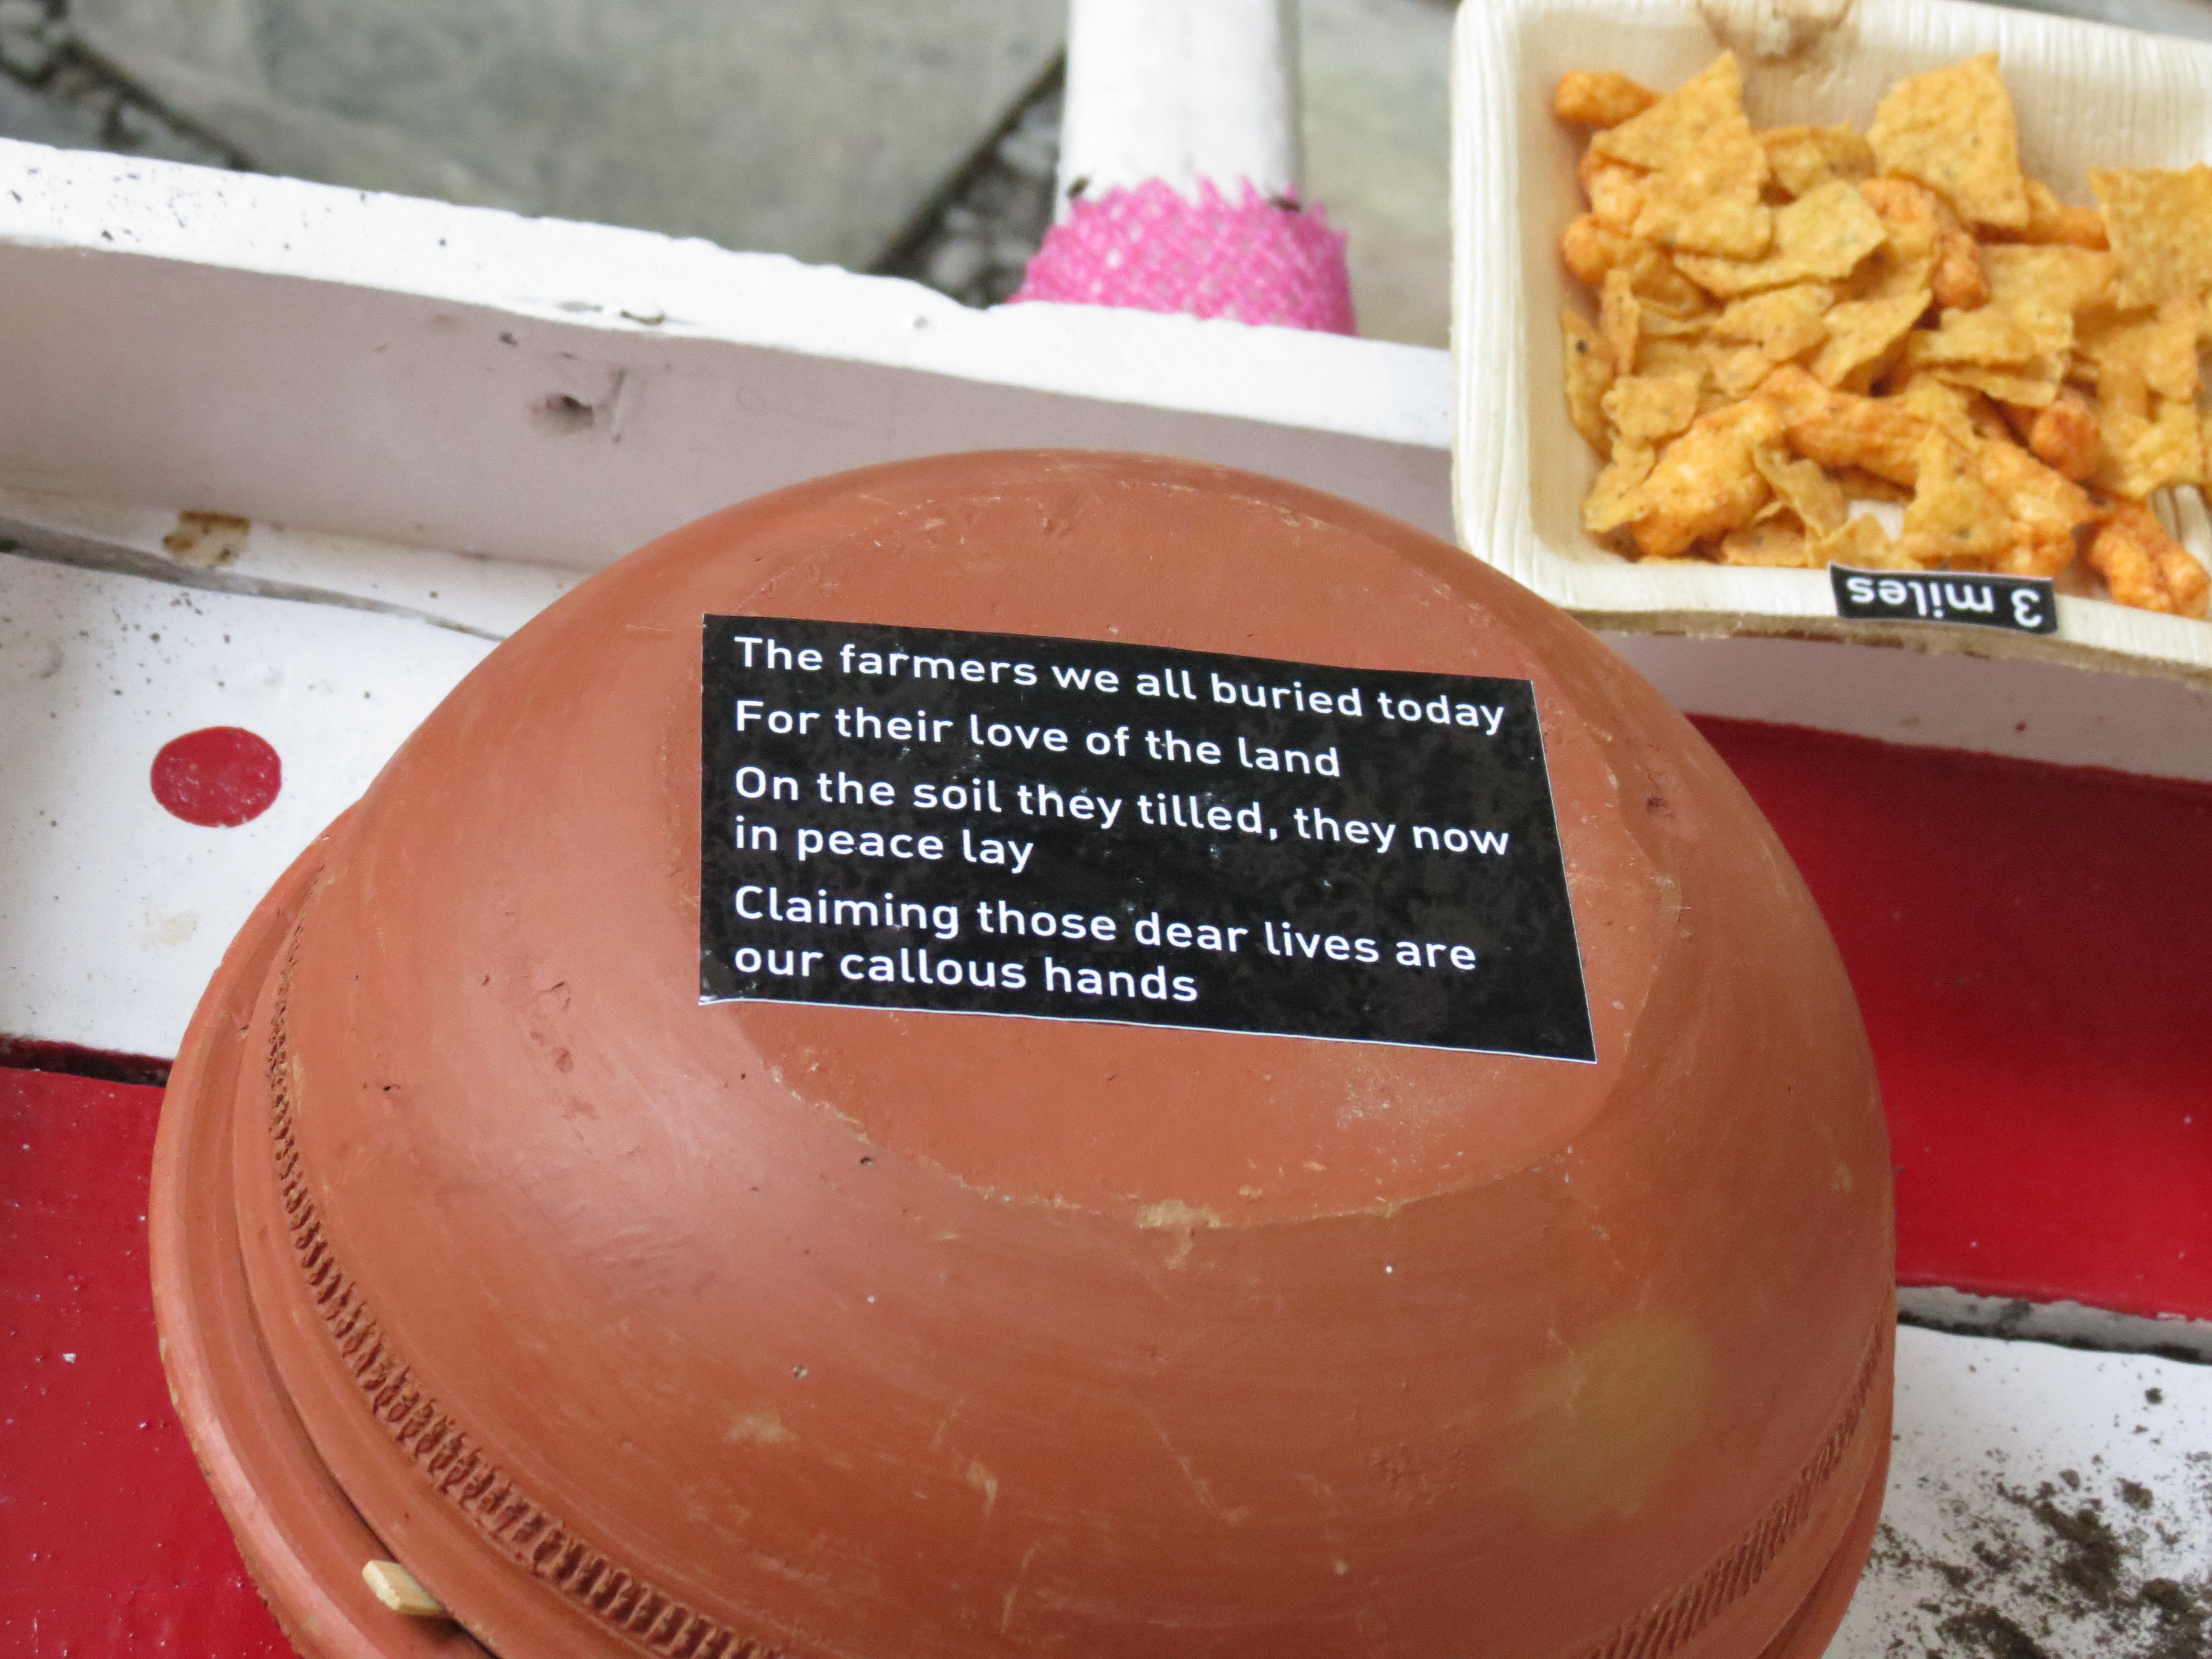 The farmers we all buried today
For their love of the land
On the soil they tilled, they now
in peace lay
Claiming those dear lives are
our callous hands
3 miles